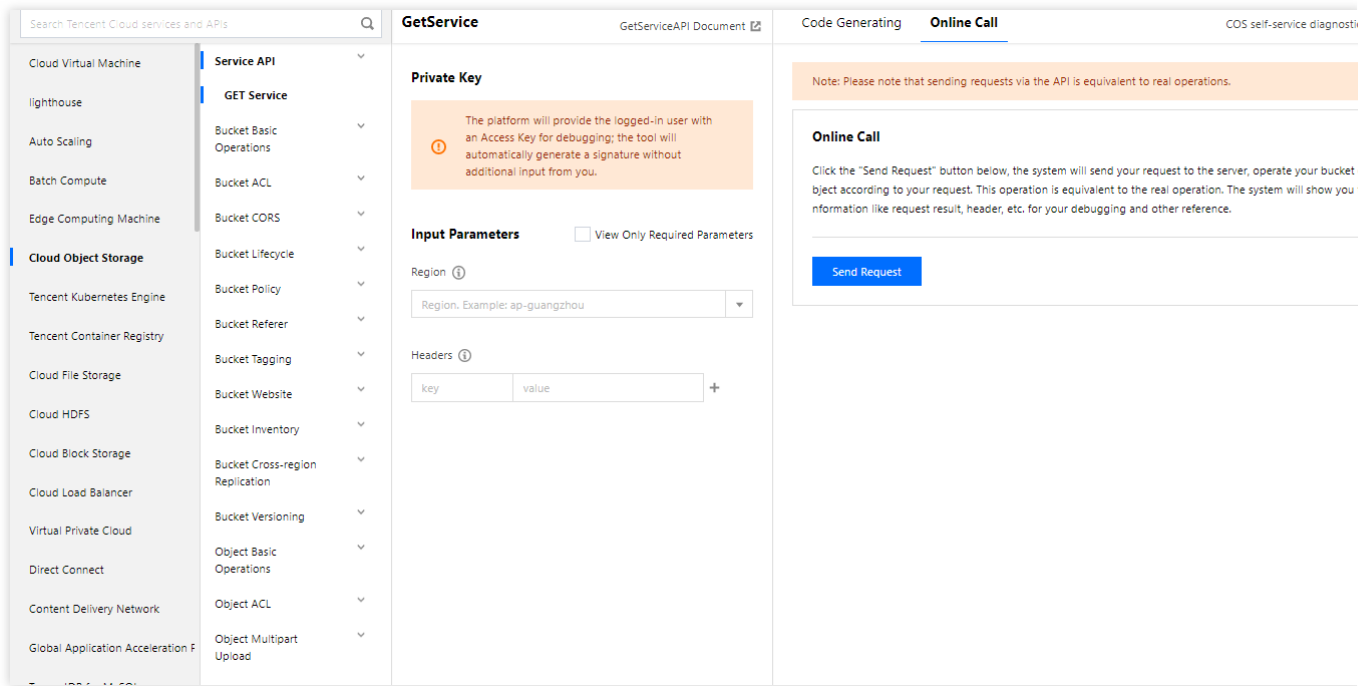 Search Tencent Cloud services and APIs
Cloud Virtual Machine
lighthouse
Auto Scaling
Batch Compute
Edge Computing Machine
Cloud Object Storage
Tencent Kubernetes Engine
Tencent Container Registry
Cloud File Storage
Cloud HDFS
Cloud Block Storage
Cloud Load Balancer
Virtual Private Cloud
Direct Connect
Content Delivery Network
Global Application Acceleration P
Service API
GET Service
Bucket Basic
Operations
Bucket ACL
Bucket CORS
Bucket Lifecycle
Bucket Policy
Bucket Referer
Bucket Tagging
Bucket Website
Bucket Inventory
Bucket Cross-region
Replication
Bucket Versioning
Object Basic
Operations
Object ACL
Object Multipart
Upload
GetService
GetServiceAPI Document
Private Key
The platform will provide the logged-in user with
an Access Key for debugging; the tool will
automatically generate a signature without
additional input from you.
Input Parameters
View Only Required Parameters
Region
Region. Example: ap-guangzhou
Headers
key
value
Code Generating
Online Call
COS self-service diagnosti
Note: Please note that sending requests via the API is equivalent to real operations.
Online Call
Click the "Send Request" button below, the system will send your request to the server, operate your bucket
bject according to your request. This operation is equivalent to the real operation. The system will show you
nformation like request result, header, etc. for your debugging and other reference.
Send Request